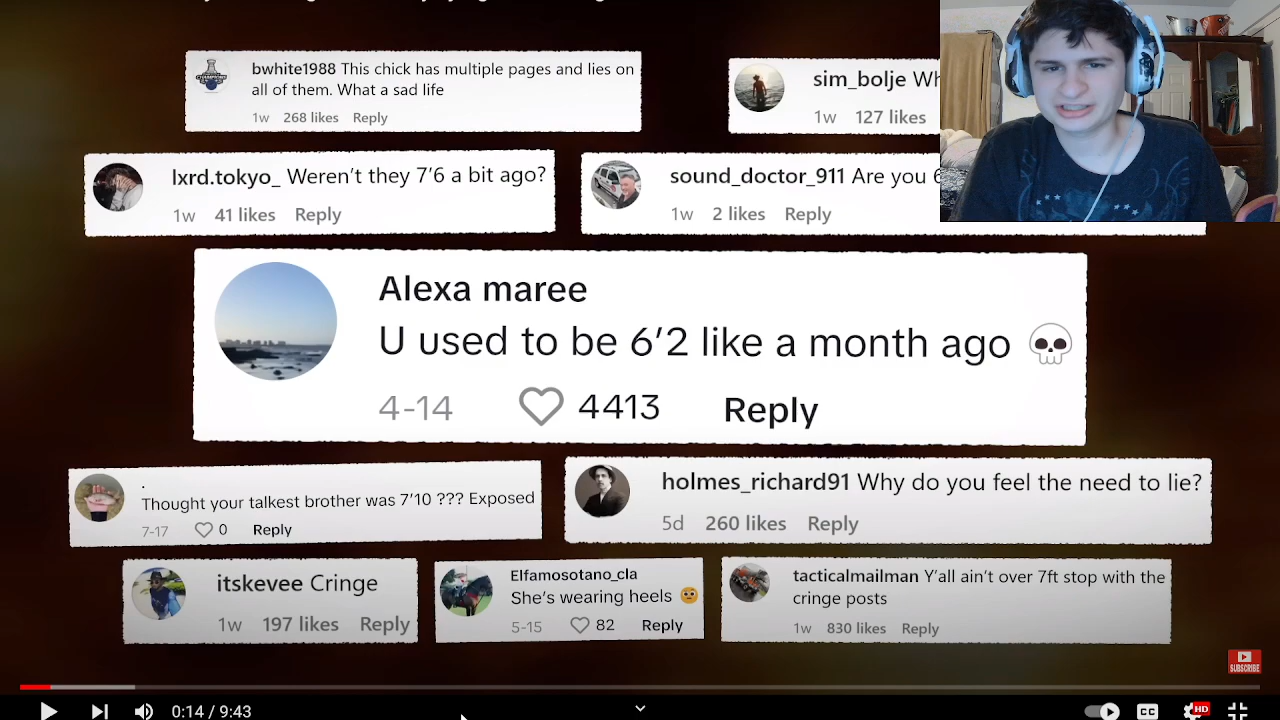 bwhite1988 This chick has multiple pages and lies on
all of them. What a sad life
1w 268 likes Reply
sim_bolje
1w 127 likes
lxrd.tokyo_ Weren't they 7'6 a bit ago?
1w 41 likes Reply
sound_doctor_911 Are you
1w 2 likes Reply
Alexa maree
U used to be 6'2 like a month ago 💀
4-14 4413 Reply
.
Thought your talkest brother was 7'10 ??? Exposed
7-17 0 Reply
holmes_richard91 Why do you feel the need to lie?
5d 260 likes Reply
itskevee Cringe
1w 197 likes Reply
Elfamosotano_cla
She's wearing heels 🥺
5-15 82 Reply
tacticalmailman Y'all ain't over 7ft stop with the
cringe posts
1w 830 likes Reply
SUBSCRIBE
0:14 / 9:43
CC
HD